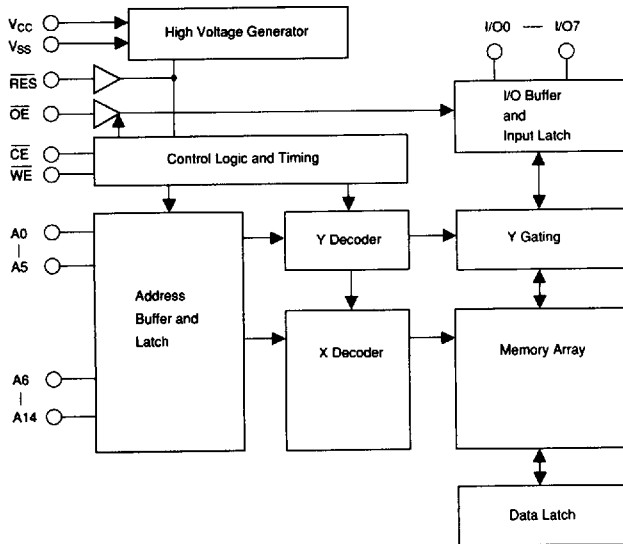 VCC
VSS
High Voltage Generator
I/O0 — I/O7
RES
OE
I/O Buffer
and
Input Latch
CE
WE
Control Logic and Timing
A0
|
A5
Y Decoder
Y Gating
Address
Buffer and
Latch
X Decoder
Memory Array
A6
|
A14
Data Latch